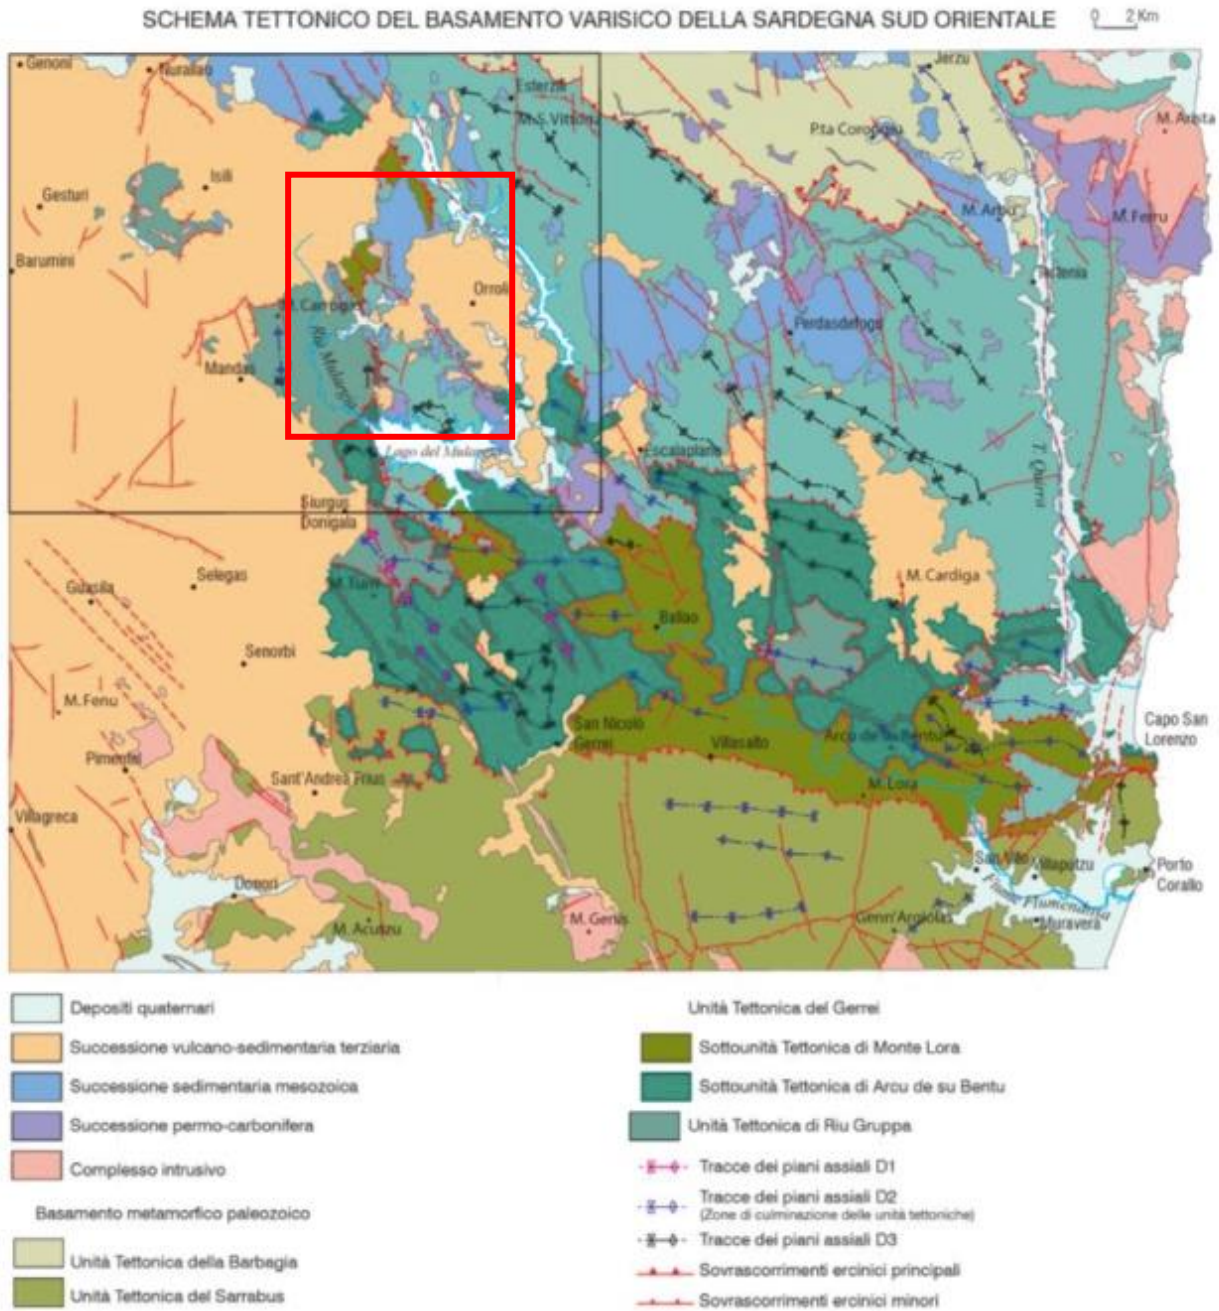 SCHEMA TETTONICO DEL BASAMENTO VARISICO DELLA SARDEGNA SUD ORIENTALE
0 2 Km
Genoni
Nurallao
Esterzili
Jerzu
M.S. Vittoria
P.ta Corongiu
M. Arista
Isili
Gesturi
M. Arbu
M. Ferru
Barumini
Tertenia
Orroli
Perdasdefogu
Mandas
Rio Mulargia
Lago del Mulargia
Escalaplano
T. Quirra
Siurgus
Donigala
Selegas
Guasila
M. Turri
M. Cardiga
Ballao
Senorbi
M. Fenu
San Nicolò
Gerrei
Villasalto
Arcu de su Bentu
Capo San
Lorenzo
Pimentel
Sant'Andrea Frius
M. Lora
Villagreca
San Vito
Villaputzu
Porto
Corallo
Donori
Fiume Flumendosa
M. Acutzu
M. Genis
Genn'Argiolas
Muravera
Depositi quaternari
Successione vulcano-sedimentaria terziaria
Successione sedimentaria mesozoica
Successione permo-carbonifera
Complesso intrusivo
Basamento metamorfico paleozoico
Unità Tettonica della Barbagia
Unità Tettonica del Sarrabus
Unità Tettonica del Gerrei
Sottounità Tettonica di Monte Lora
Sottounità Tettonica di Arcu de su Bentu
Unità Tettonica di Riu Gruppa
Tracce dei piani assiali D1
Tracce dei piani assiali D2
(Zone di culminazione delle unità tettoniche)
Tracce dei piani assiali D3
Sovrascorrimenti ercinici principali
Sovrascorrimenti ercinici minori